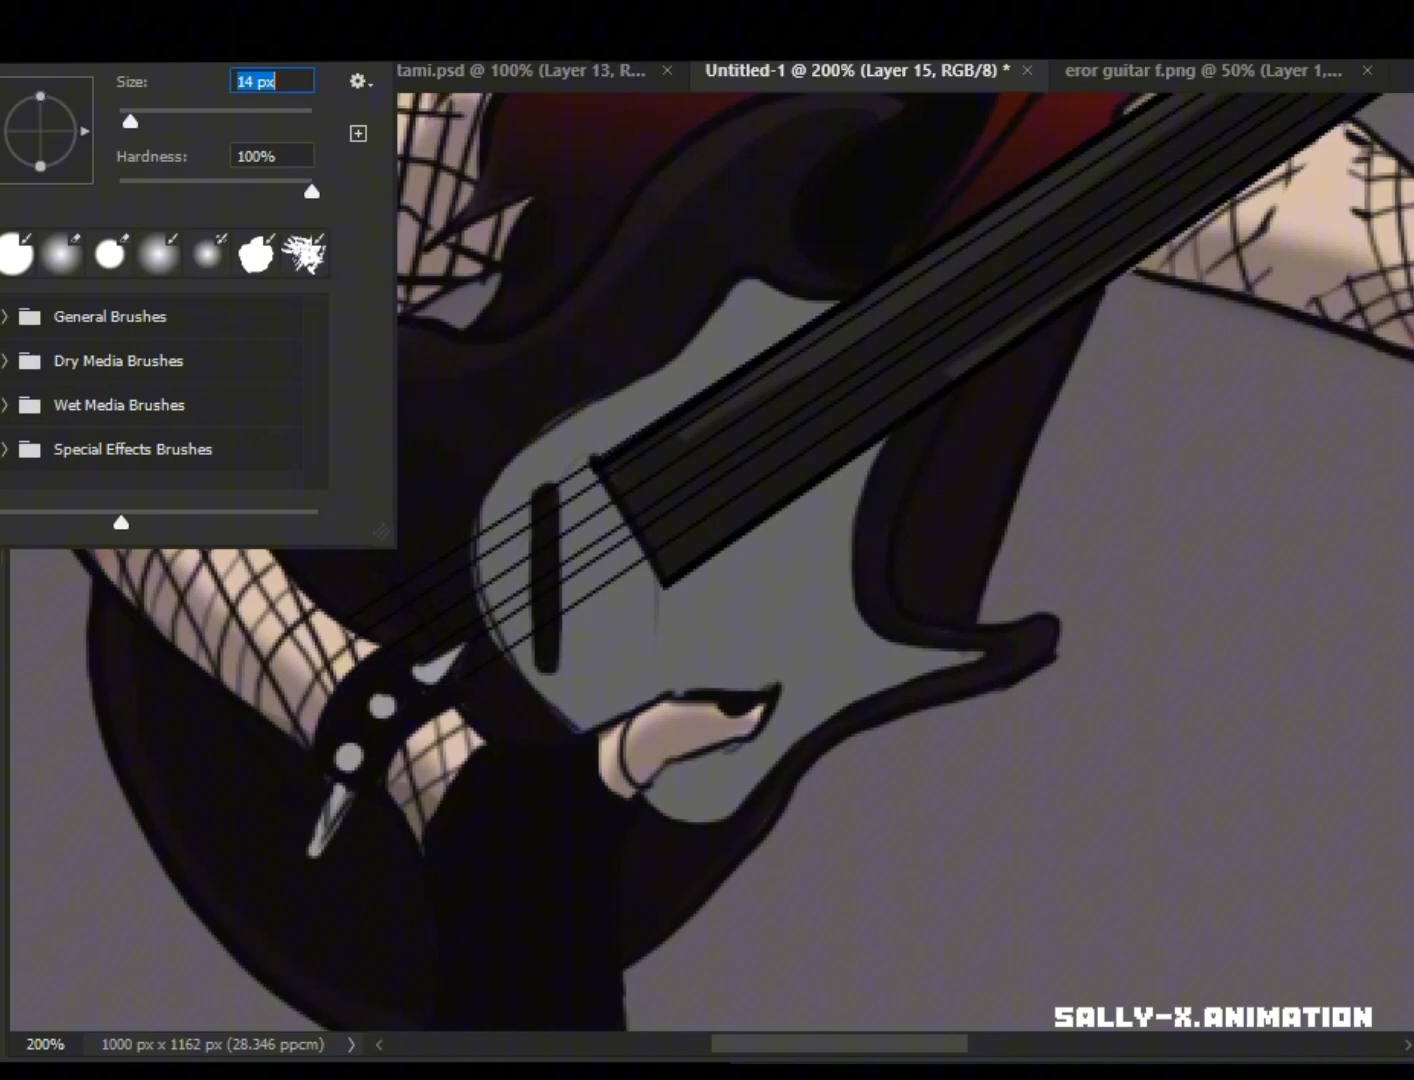 Size:
14 px
tami.psd @ 100% (Layer 13, R...
Untitled-1 @ 200% (Layer 15, RGB/8) *
eror guitar f.png @ 50% (Layer 1,...
Hardness:
100%
General Brushes
Dry Media Brushes
Wet Media Brushes
Special Effects Brushes
SALLY-X.ANIMATION
200%
1000 px x 1162 px (28.346 ppcm)